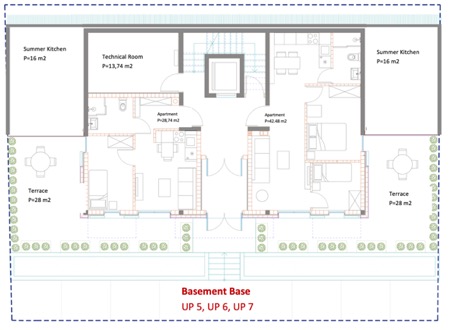 Summer Kitchen
P=16 m2
Technical Room
P=13,74 m2
Summer Kitchen
P=16 m2
Apartment
P=28,74 m2
Apartment
P=42.48 m2
Terrace
P=28 m2
Terrace
P=28 m2
Basement Base
UP 5, UP 6, UP 7